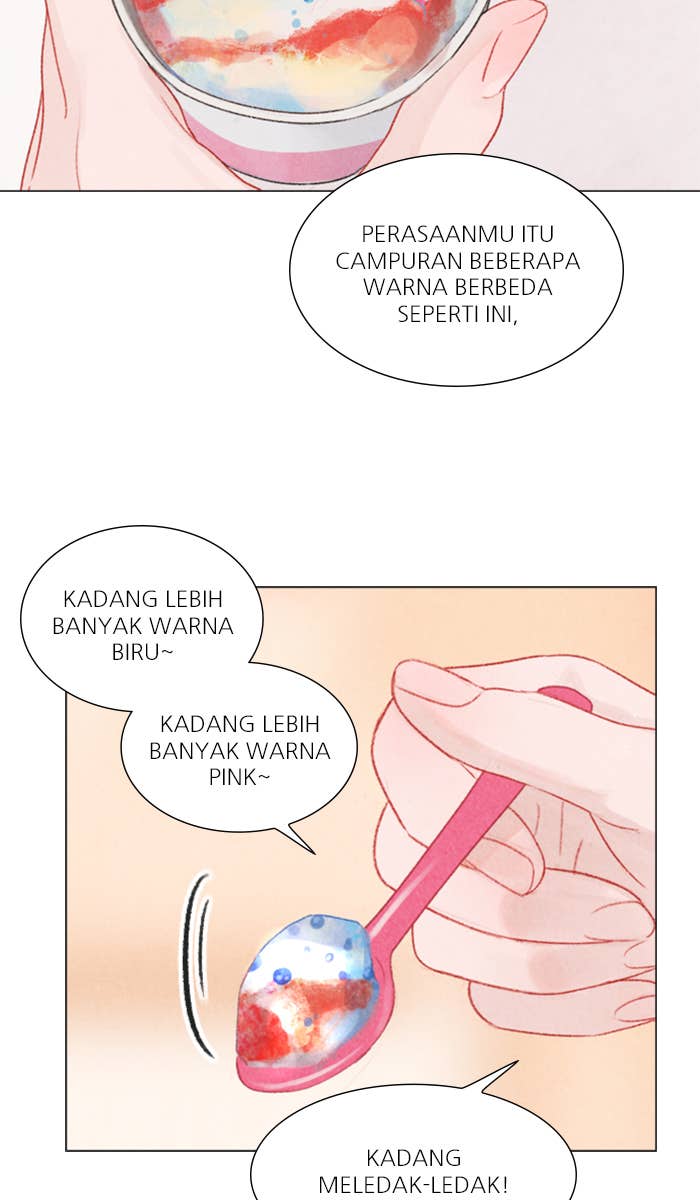 PERASAANMU ITU
CAMPURAN BEBERAPA
WARNA BERBEDA
SEPERTI INI,
KADANG LEBIH
BANYAK WARNA
BIRU~
KADANG LEBIH
BANYAK WARNA
PINK~
KADANG
MELEDAK-LEDAK!